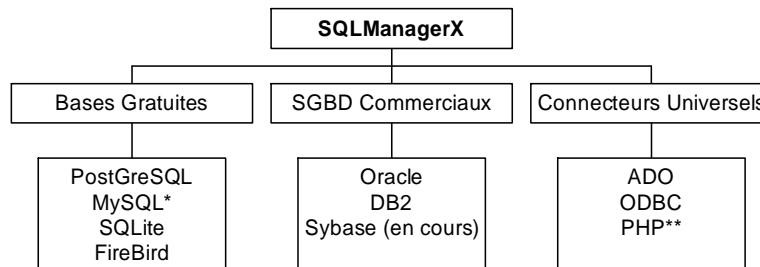 SQLManagerX
Bases Gratuites
SGBD Commerciaux
Connecteurs Universels
PostGreSQL
MySQL*
SQLite
FireBird
Oracle
DB2
Sybase (en cours)
ADO
ODBC
PHP**